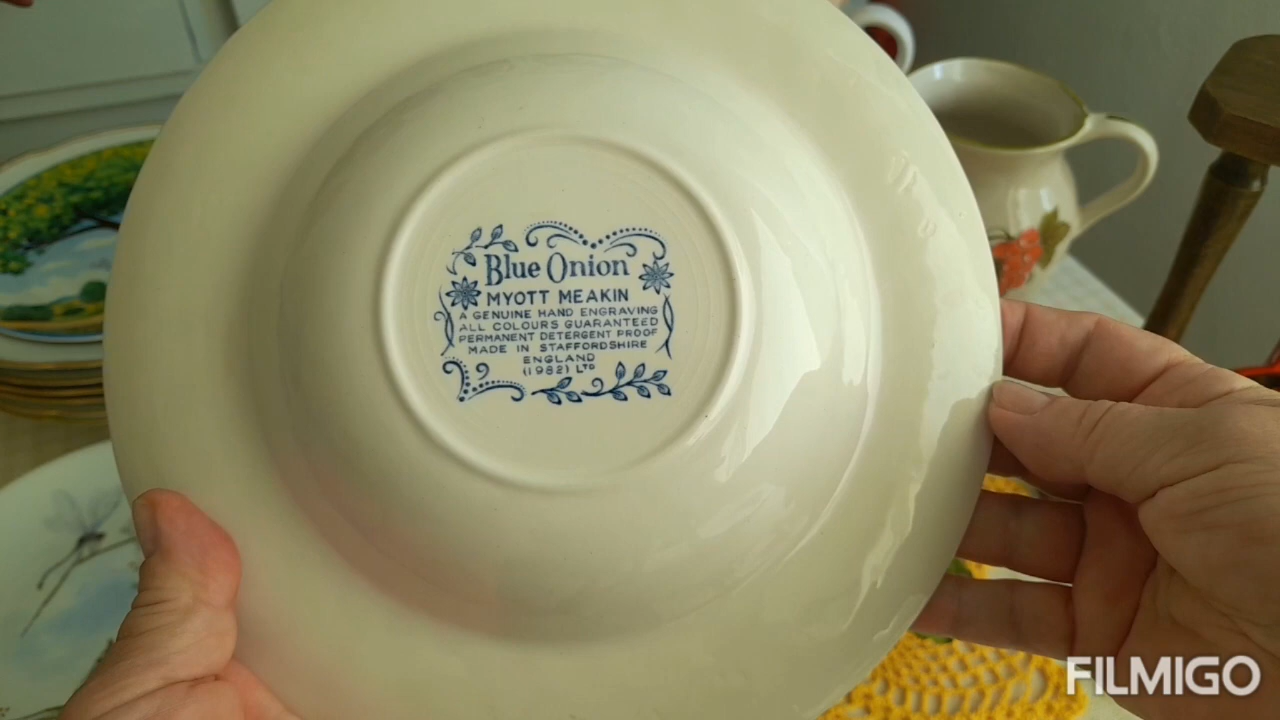 Blue Onion
MYOTT MEAKIN
A GENUINE HAND ENGRAVING
ALL COLOURS GUARANTEED
PERMANENT DETERGENT PROOF
MADE IN STAFFORDSHIRE
ENGLAND
(1982) LTD
FILMIGO